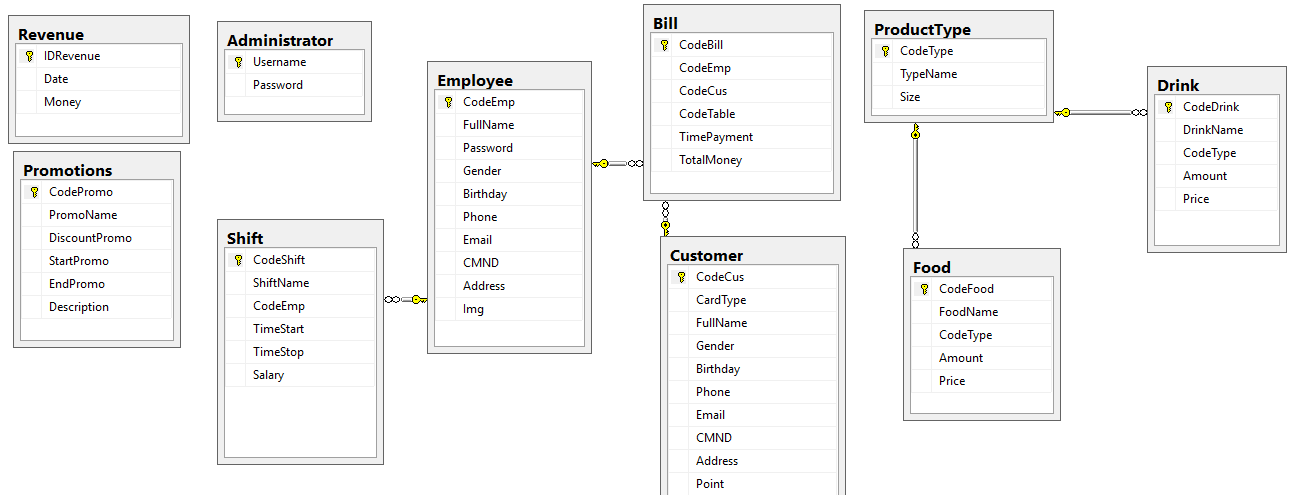 Revenue
IDRevenue
Date
Money
Administrator
Username
Password
Employee
CodeEmp
FullName
Password
Gender
Birthday
Phone
Email
CMND
Address
Img
Bill
CodeBill
CodeEmp
CodeCus
CodeTable
TimePayment
TotalMoney
ProductType
CodeType
TypeName
Size
Drink
CodeDrink
DrinkName
CodeType
Amount
Price
Promotions
CodePromo
PromoName
DiscountPromo
StartPromo
EndPromo
Description
Shift
CodeShift
ShiftName
CodeEmp
TimeStart
TimeStop
Salary
Customer
CodeCus
CardType
FullName
Gender
Birthday
Phone
Email
CMND
Address
Point
Food
CodeFood
FoodName
CodeType
Amount
Price